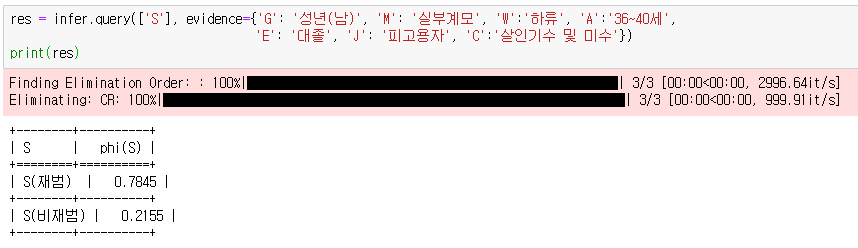 res = infer.query(['S'], evidence={'G': '성년(남)', 'M': '실부계모', 'W':'하류', 'A':'36~40세',
'E': '대졸', 'J': '피고용자', 'C':'살인기수 및 미수'})
print(res)
Finding Elimination Order: : 100%|██████████| 3/3 [00:00<00:00, 2996.64it/s]
Eliminating: CR: 100%|██████████| 3/3 [00:00<00:00, 999.91it/s]
+--------+----------+
| S | phi(S) |
+========+==========+
| S(재범) | 0.7845 |
+--------+----------+
| S(비재범) | 0.2155 |
+--------+----------+